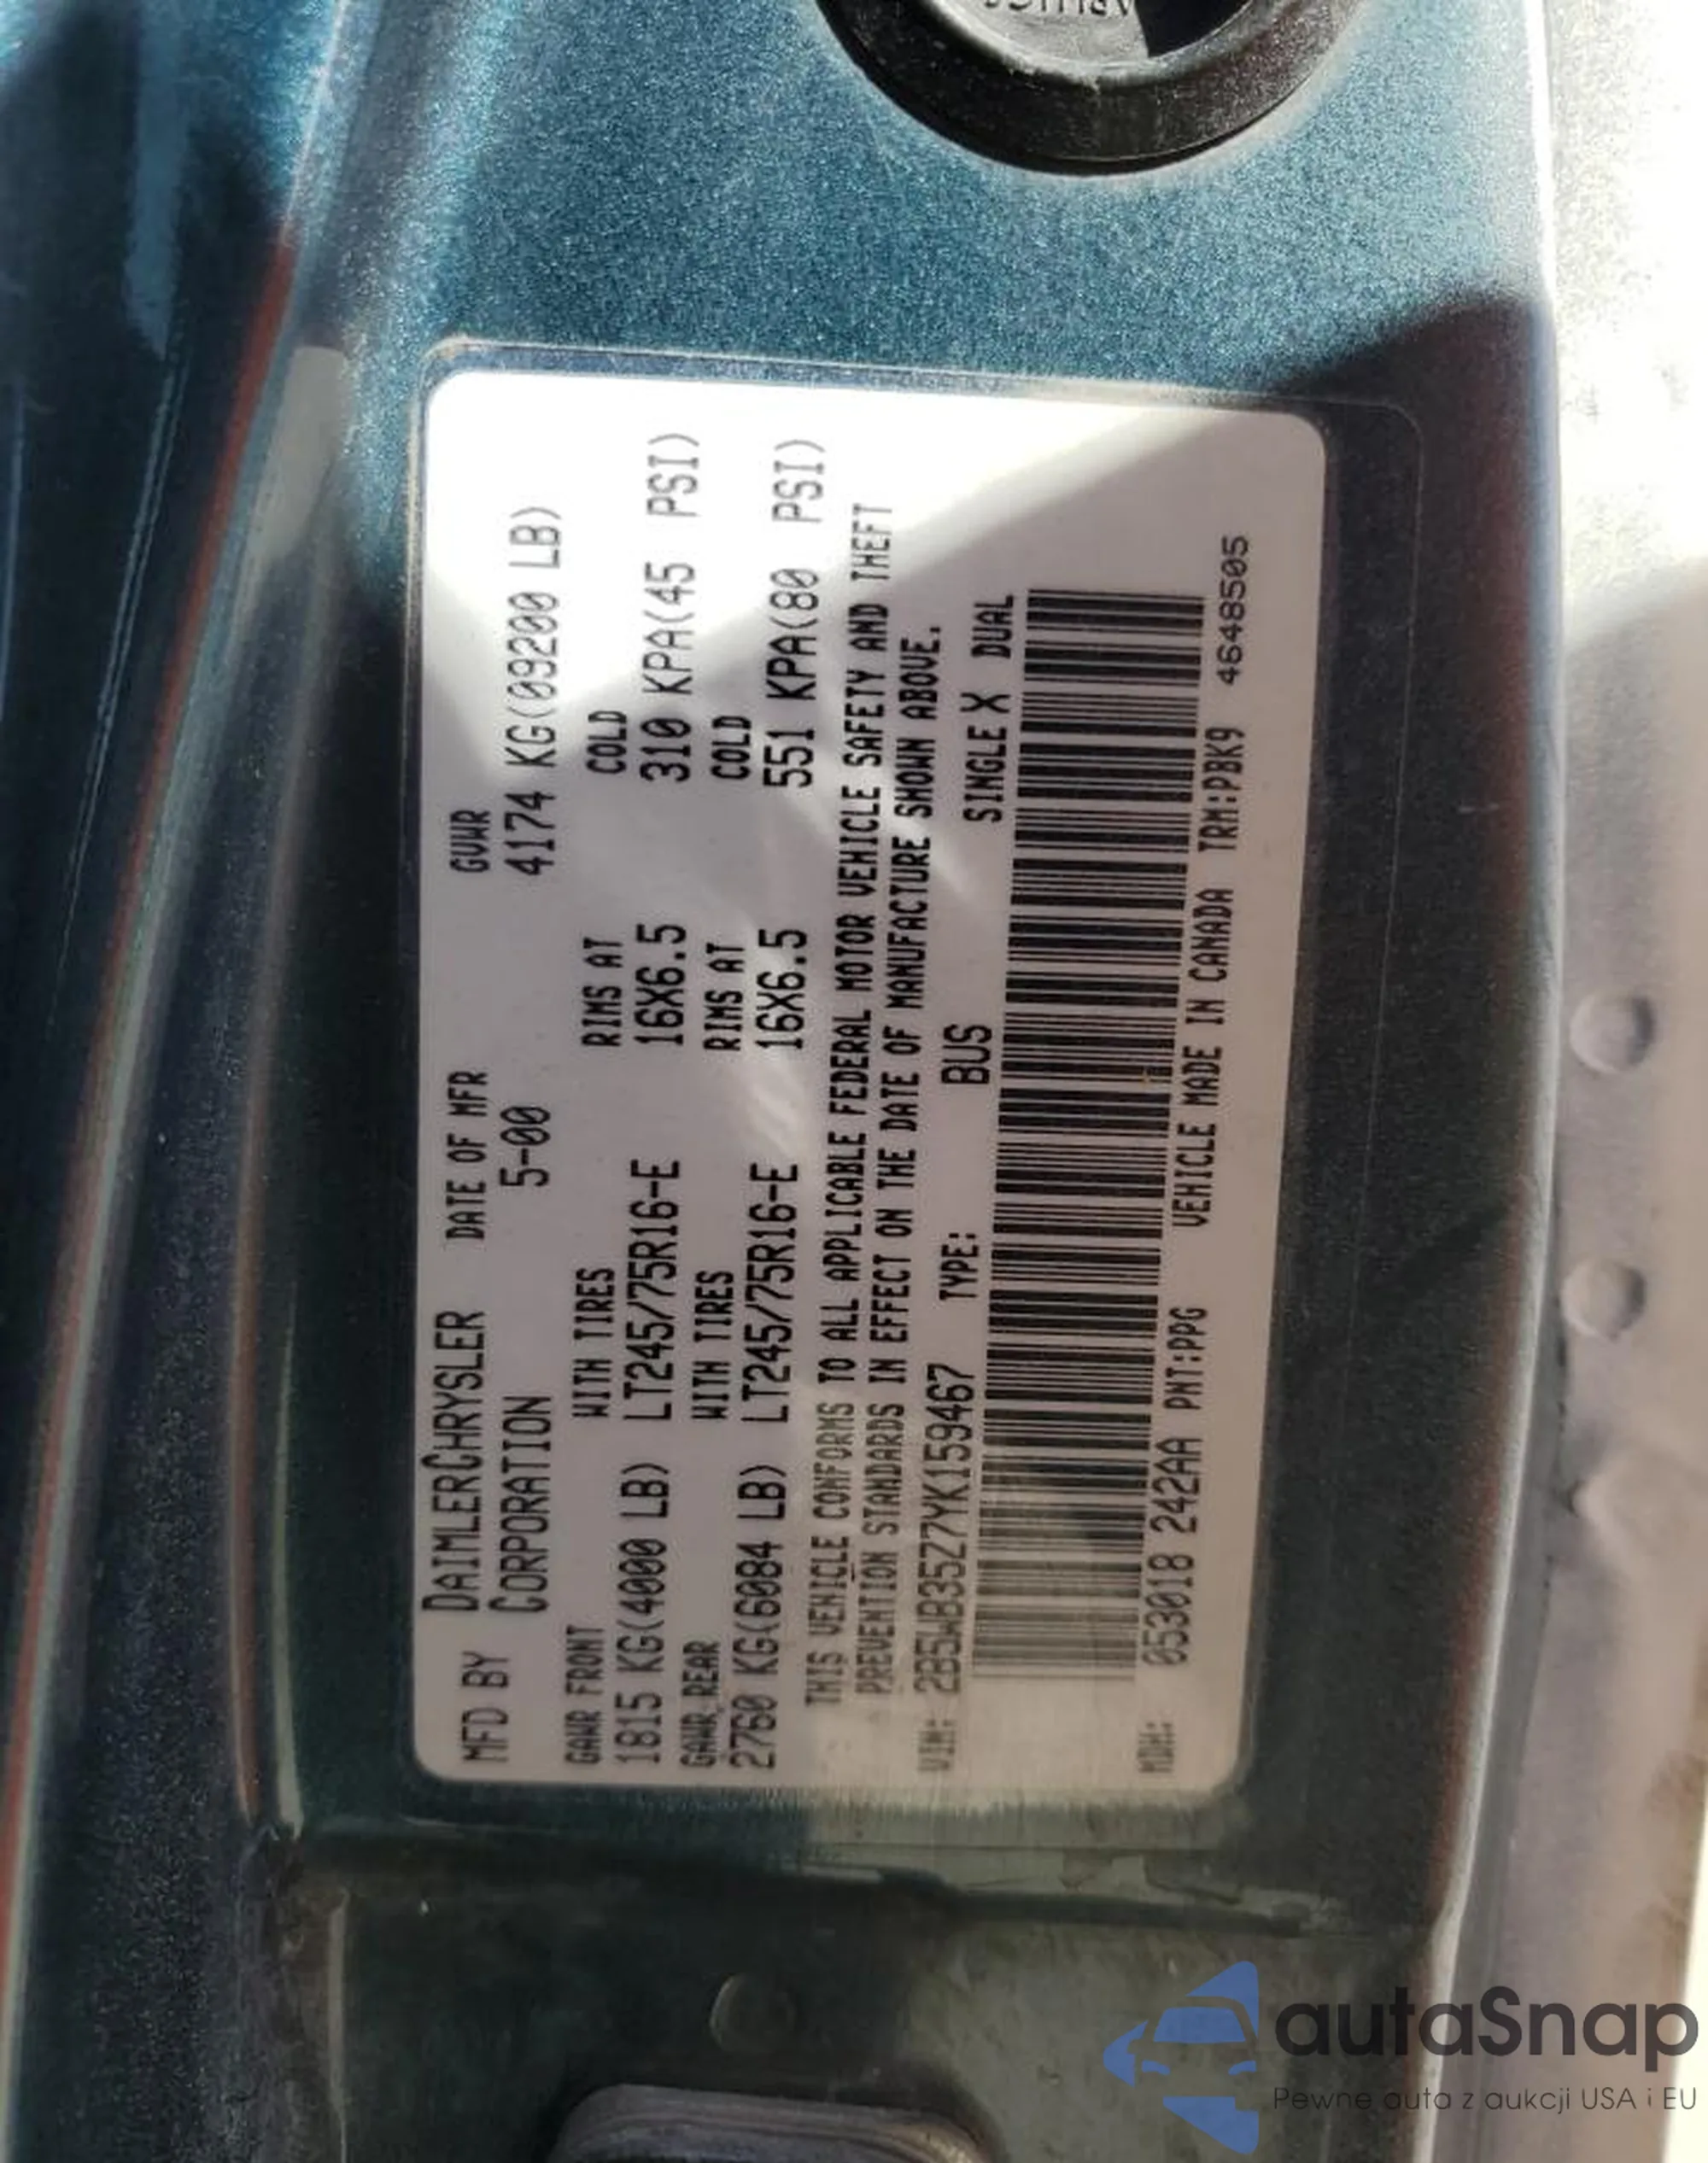 MFD BY DAIMLERCHRYSLER CORPORATION
DATE OF MFR 5-00
GVWR 4174 KG(09200 LB)
GAWR FRONT WITH TIRES RIMS AT COLD
1815 KG(4000 LB) LT245/75R16-E 16X6.5 310 KPA(45 PSI)
GAWR REAR WITH TIRES RIMS AT COLD
2760 KG(6084 LB) LT245/75R16-E 16X6.5 551 KPA(80 PSI)
THIS VEHICLE CONFORMS TO ALL APPLICABLE FEDERAL MOTOR VEHICLE SAFETY AND THEFT
PREVENTION STANDARDS IN EFFECT ON THE DATE OF MANUFACTURE SHOWN ABOVE.
VIN: 2B5WB35Z7YK159467 TYPE: BUS SINGLE X DUAL
MDH: 053018 242AA PNT:PPG VEHICLE MADE IN CANADA TRM:PBK9 4648505
autaSnap
Pewne auta z aukcji USA i EU